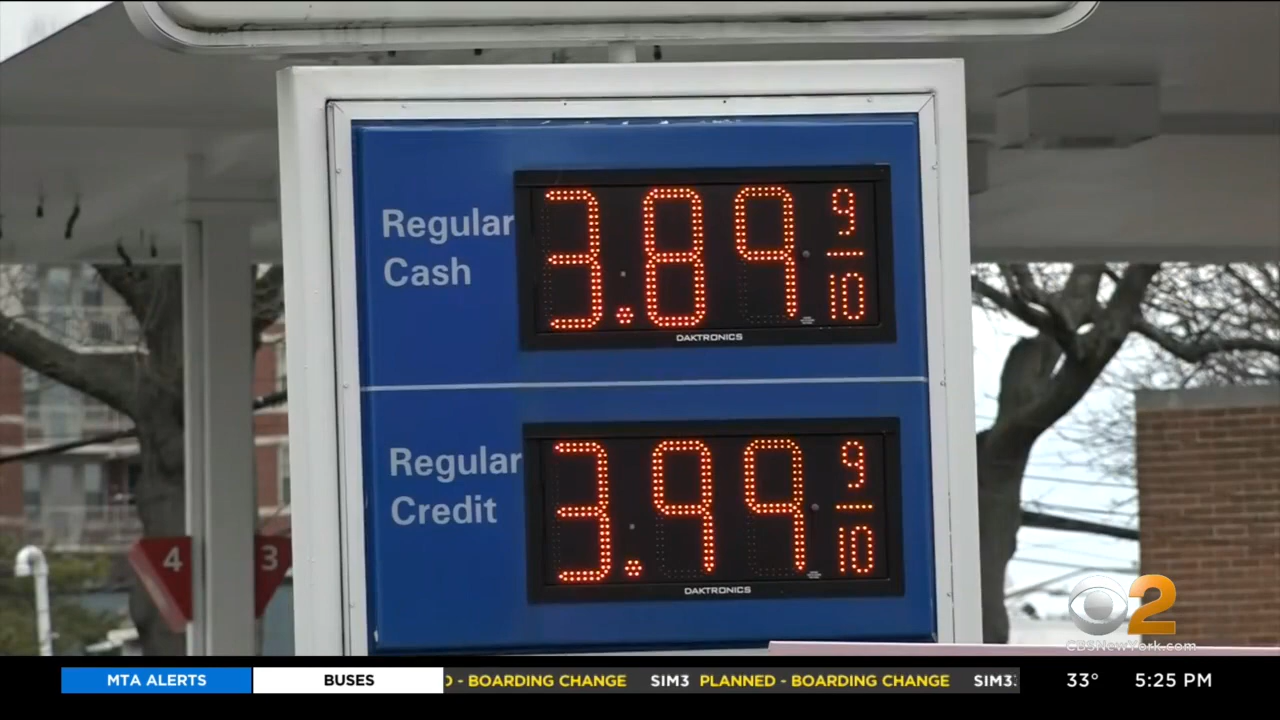 Regular
Cash
3.89 9/10
DAKTRONICS
Regular
Credit
3.99 9/10
DAKTRONICS
4
3
2
CBSNewYork.com
MTA ALERTS BUSES - BOARDING CHANGE SIM3 PLANNED - BOARDING CHANGE SIM3 33° 5:25 PM